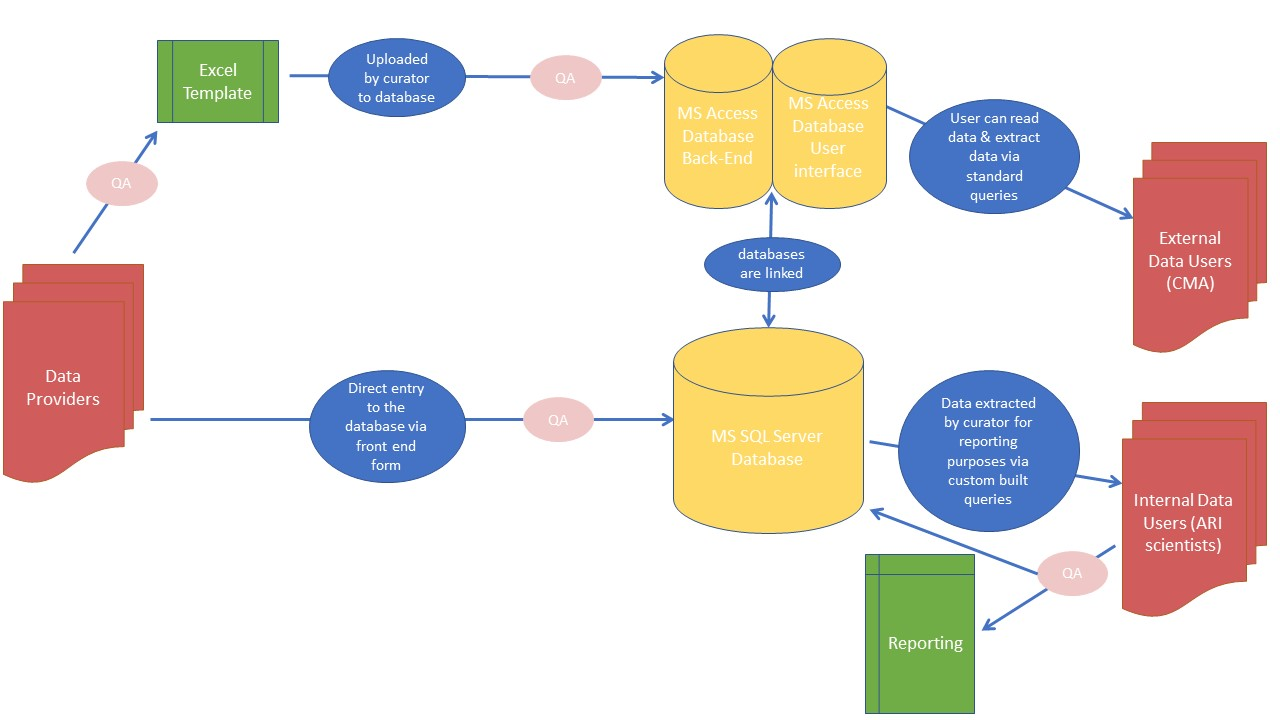 Excel
Template
Uploaded
by curator
to database
QA
MS Access
Database
Back-End
MS Access
Database
User
interface
User can read
data & extract
data via
standard
queries
External
Data Users
(CMA)
QA
databases
are linked
Data
Providers
Direct entry
to the
database via
front end
form
QA
MS SQL Server
Database
Data extracted
by curator for
reporting
purposes via
custom built
queries
Internal Data
Users (ARI
scientists)
QA
Reporting